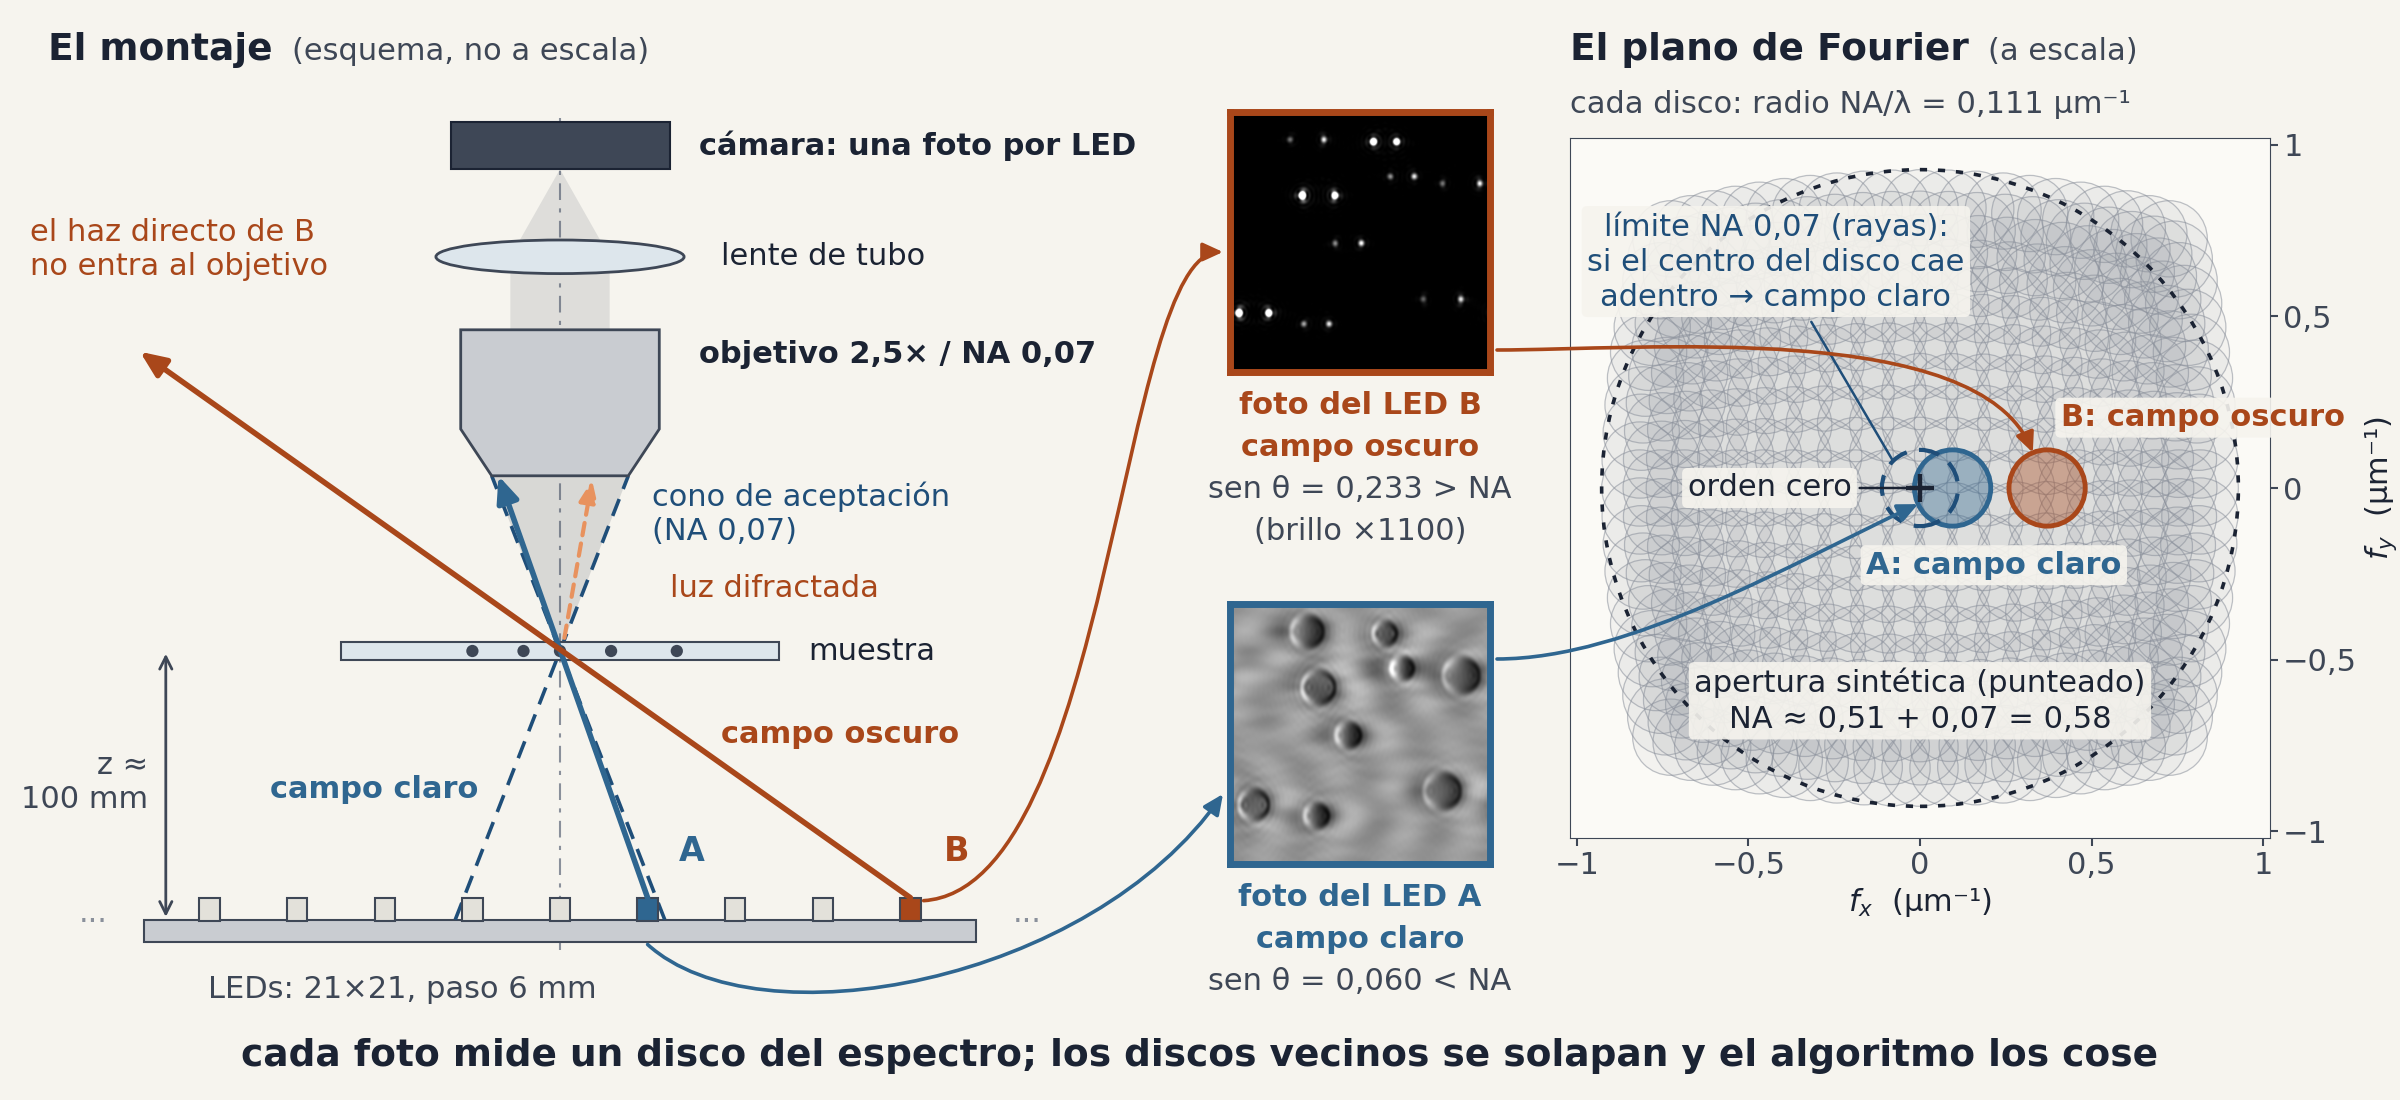 El montaje (esquema, no a escala)
cámara: una foto por LED
el haz directo de B
no entra al objetivo
lente de tubo
objetivo 2,5× / NA 0,07
cono de aceptación
(NA 0,07)
luz difractada
muestra
campo oscuro
z ≈
100 mm
campo claro
A
B
...
...
LEDs: 21×21, paso 6 mm
foto del LED B
campo oscuro
sen θ = 0,233 > NA
(brillo ×1100)
foto del LED A
campo claro
sen θ = 0,060 < NA
El plano de Fourier (a escala)
cada disco: radio NA/λ = 0,111 µm⁻¹
límite NA 0,07 (rayas):
si el centro del disco cae
adentro → campo claro
B: campo oscuro
orden cero
A: campo claro
apertura sintética (punteado)
NA ≈ 0,51 + 0,07 = 0,58
1
0,5
0
−0,5
−1
fy (µm⁻¹)
−1
−0,5
0
0,5
1
fx (µm⁻¹)
cada foto mide un disco del espectro; los discos vecinos se solapan y el algoritmo los cose